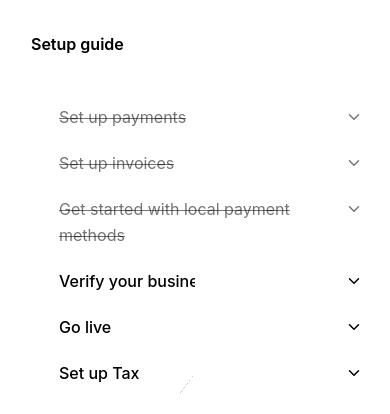 Setup guide
Set up payments
Set up invoices
Get started with local payment
methods
Verify your
Go live
Set up Tax